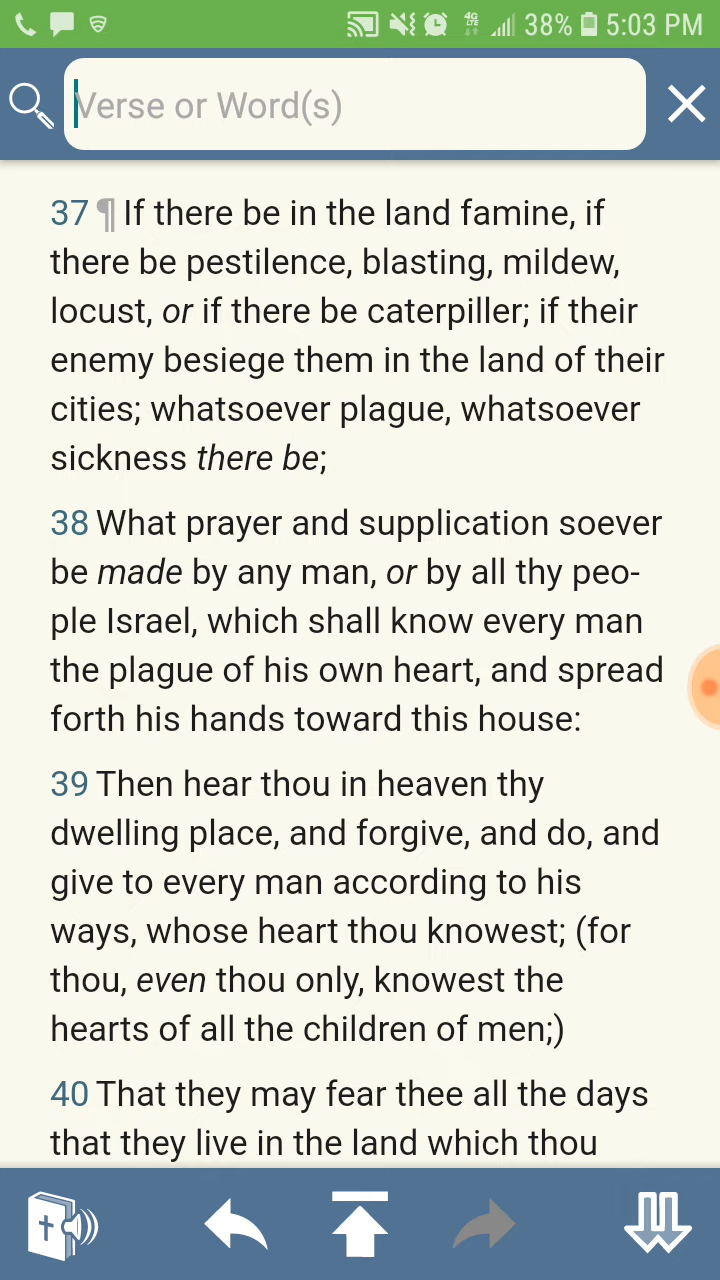 4G LTE 38% 5:03 PM
Verse or Word(s)
37 ¶ If there be in the land famine, if
there be pestilence, blasting, mildew,
locust, or if there be caterpiller; if their
enemy besiege them in the land of their
cities; whatsoever plague, whatsoever
sickness there be;
38 What prayer and supplication soever
be made by any man, or by all thy peo-
ple Israel, which shall know every man
the plague of his own heart, and spread
forth his hands toward this house:
39 Then hear thou in heaven thy
dwelling place, and forgive, and do, and
give to every man according to his
ways, whose heart thou knowest; (for
thou, even thou only, knowest the
hearts of all the children of men;)
40 That they may fear thee all the days
that they live in the land which thou